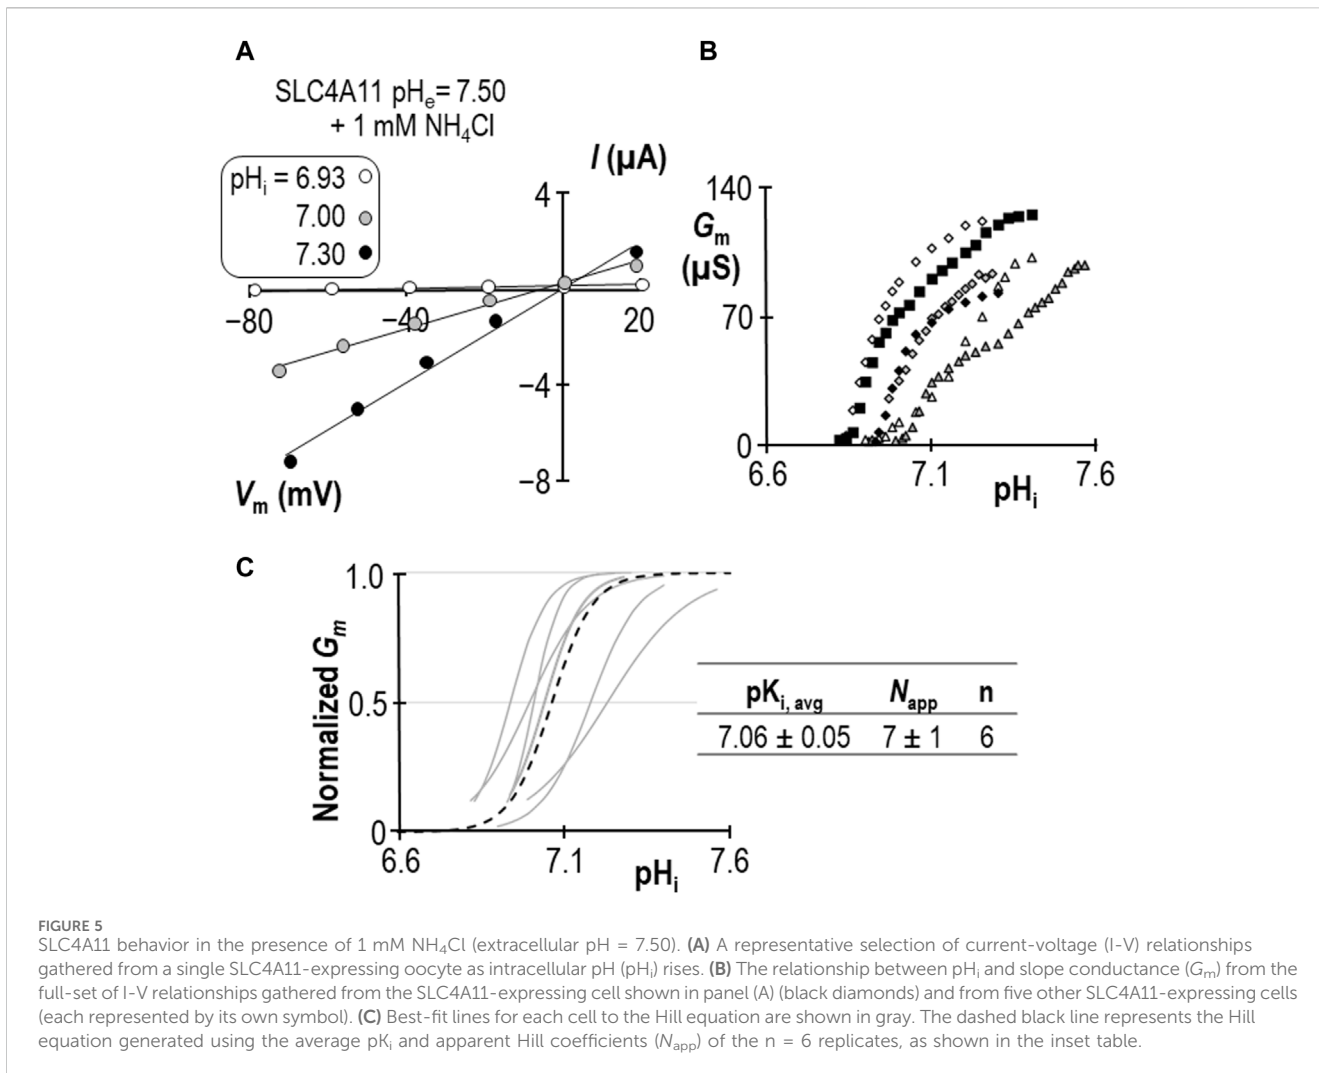 A
SLC4A11 pHe= 7.50
+ 1 mM NH4Cl
pHi = 6.93
7.00
7.30
I (µA)
4
−80
−40
20
−4
−8
Vm (mV)
B
140
Gm
(µS)
70
0
6.6
7.1
7.6
pHi
C
1.0
Normalized Gm
0.5
0
6.6
7.1
7.6
pHi
pKi, avg Napp n
7.06 ± 0.05 7 ± 1 6
FIGURE 5
SLC4A11 behavior in the presence of 1 mM NH4Cl (extracellular pH = 7.50). (A) A representative selection of current-voltage (I-V) relationships
gathered from a single SLC4A11-expressing oocyte as intracellular pH (pHi) rises. (B) The relationship between pHi and slope conductance (Gm) from the
full-set of I-V relationships gathered from the SLC4A11-expressing cell shown in panel (A) (black diamonds) and from five other SLC4A11-expressing cells
(each represented by its own symbol). (C) Best-fit lines for each cell to the Hill equation are shown in gray. The dashed black line represents the Hill
equation generated using the average pKi and apparent Hill coefficients (Napp) of the n = 6 replicates, as shown in the inset table.